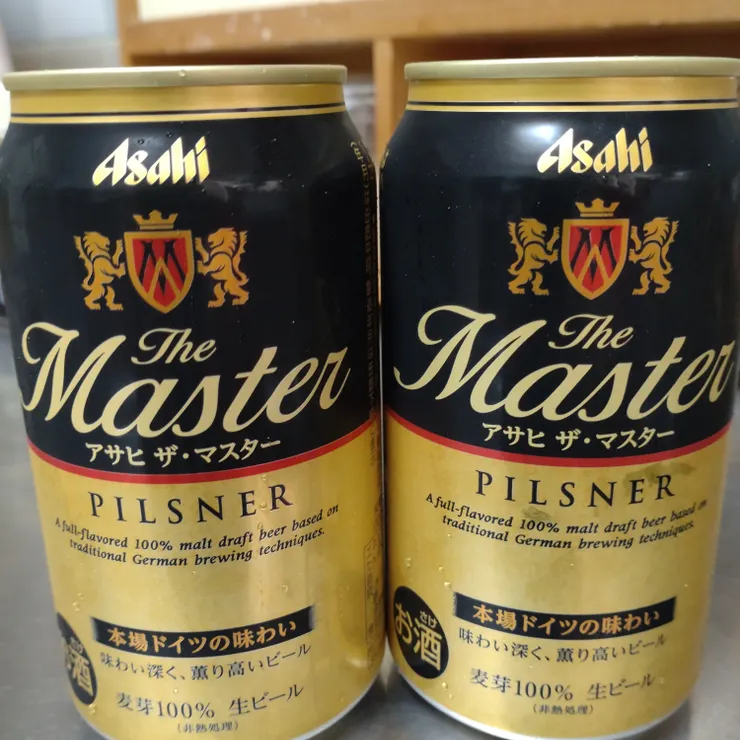 Asahi
The
Master
アサヒ ザ・マスター
PILSNER
A full-flavored 100% malt draft beer based on
traditional German brewing techniques.
お酒
本場ドイツの味わい
味わい深く、薫り高いビール
麦芽100% 生ビール
(非熱処理)
Asahi
The
Master
アサヒ ザ・マスター
PILSNER
A full-flavored 100% malt draft beer based on
traditional German brewing techniques.
さけ
お酒
本場ドイツの味わい
味わい深く、薫り高いビール
麦芽100% 生ビール
(非熱処理)